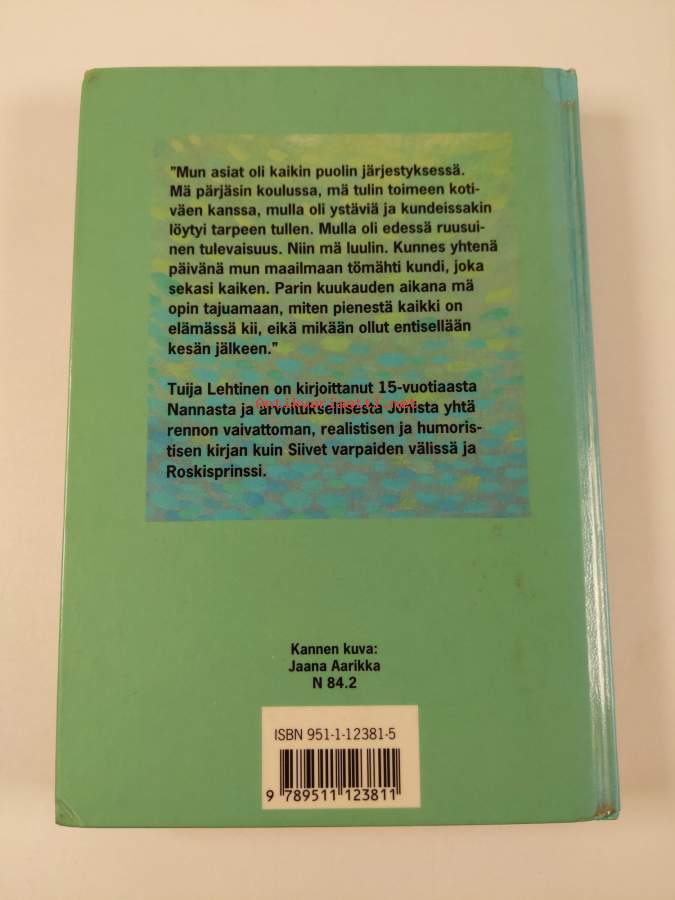 "Mun asiat oli kaikin puolin järjestyksessä.
Mä pärjäsin koulussa, mä tulin toimeen koti-
väen kanssa, mulla oli ystäviä ja kundeissakin
löytyi tarpeen tullen. Mulla oli edessä ruusui-
nen tulevaisuus. Niin mä luulin. Kunnes yhtenä
päivänä mun maailmaan tömähti kundi, joka
sekasi kaiken. Parin kuukauden aikana mä
opin tajuamaan, miten pienestä kaikki on
elämässä kii, eikä mikään ollut entisellään
kesän jälkeen."
Tuija Lehtinen on kirjoittanut 15-vuotiaasta
Antikvariaatti.net
Nannasta ja arvoituksellisesta Jonista yhtä
rennon vaivattoman, realistisen ja humoris-
tisen kirjan kuin Siivet varpaiden välissä ja
Roskisprinssi.
Kannen kuva:
Jaana Aarikka
N 84.2
ISBN 951-1-12381-5
9 789511 123811